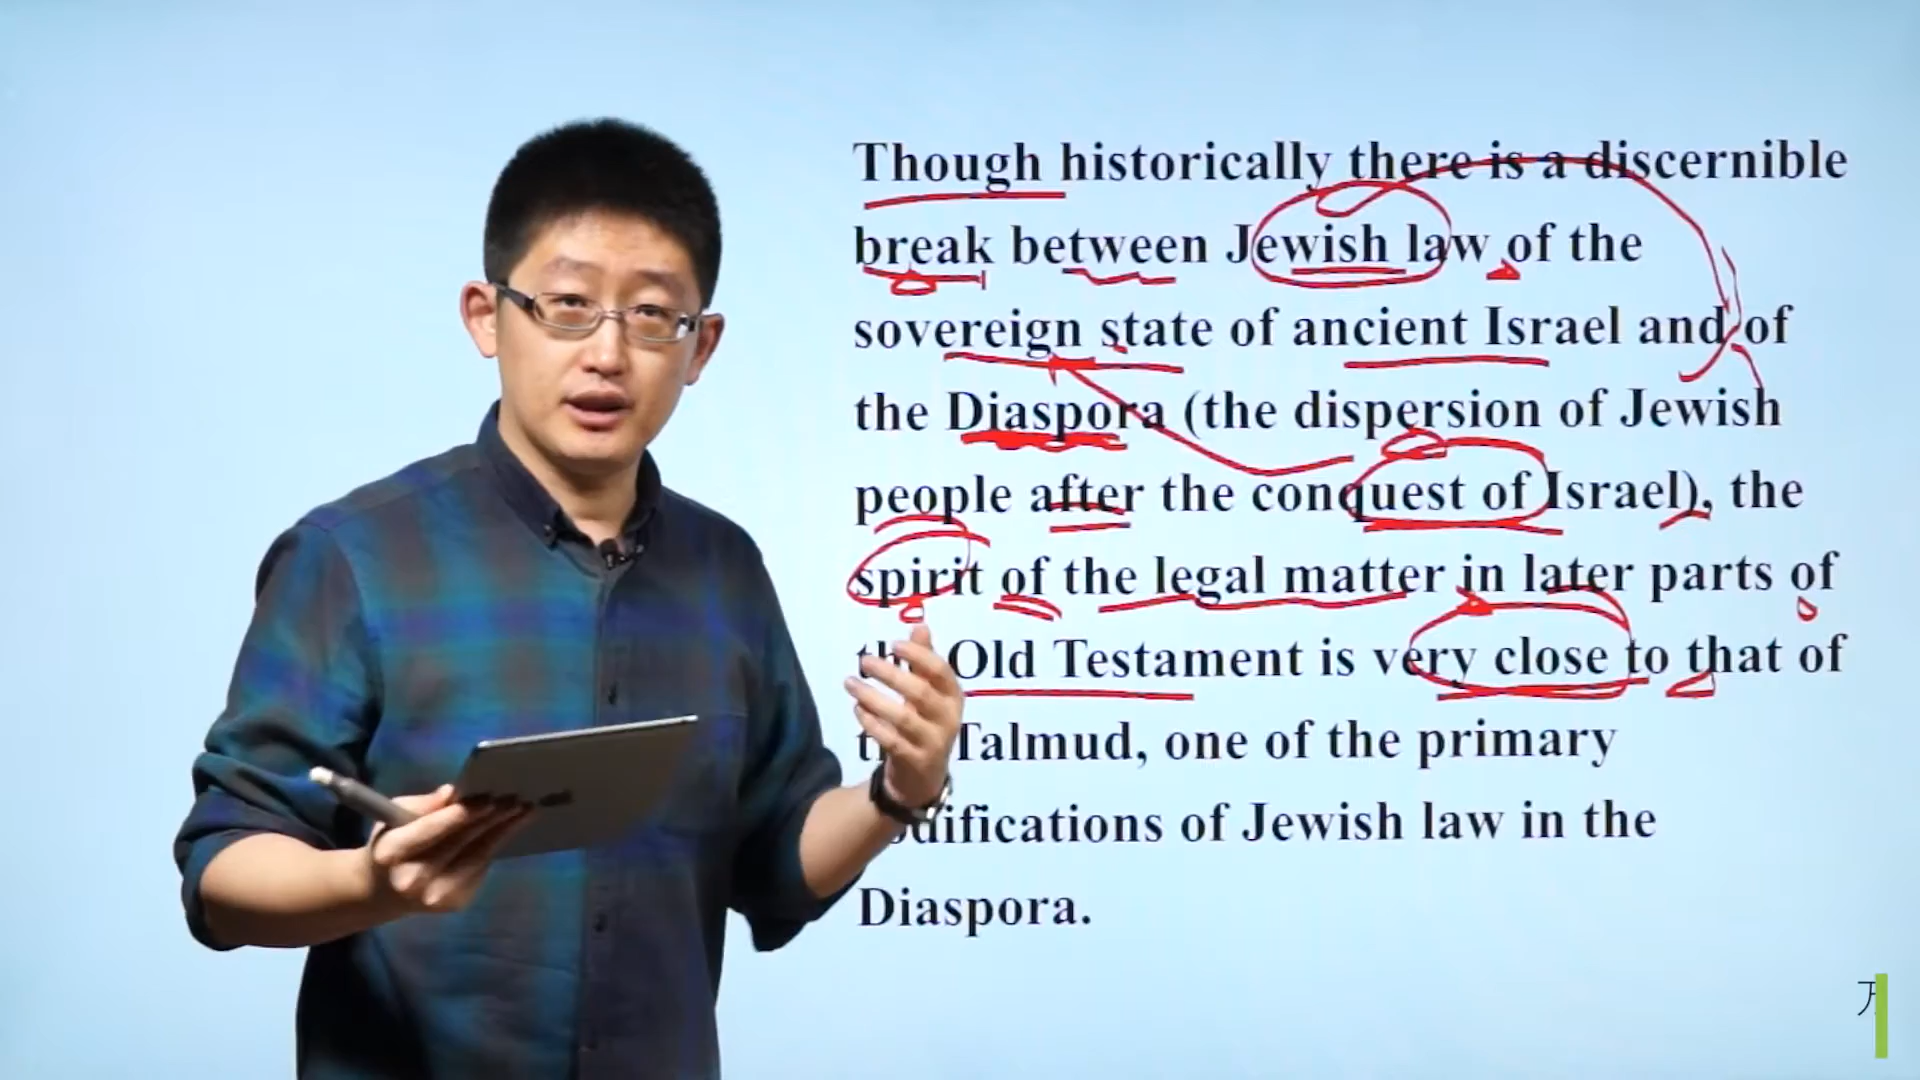 Though historically there is a discernible
break between Jewish law of the
sovereign state of ancient Israel and of
the Diaspora (the dispersion of Jewish
people after the conquest of Israel), the
spirit of the legal matter in later parts of
Old Testament is very close to that of
Talmud, one of the primary
of Jewish law in the
Diaspora.